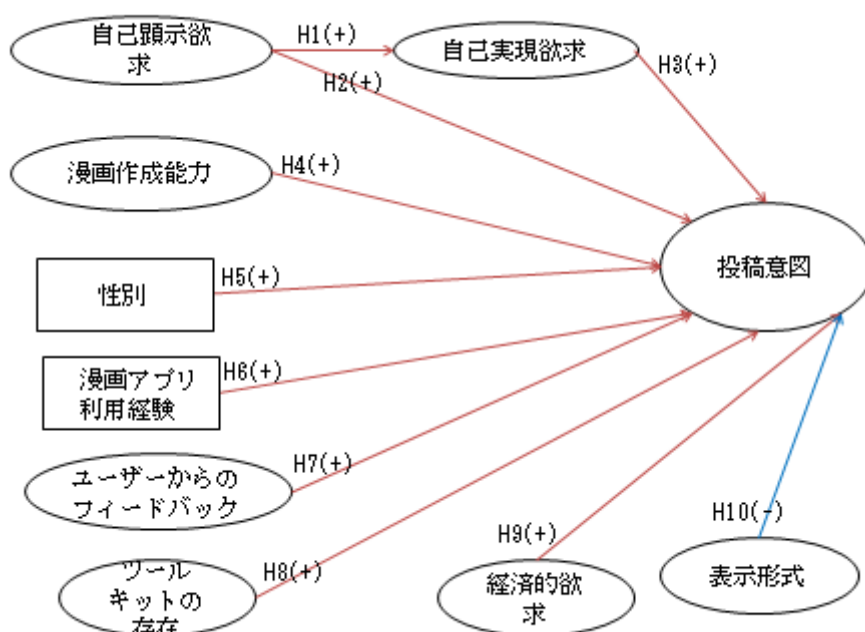 自己顕示欲
求
H1(+)
自己実現欲求
H2(+)
H3(+)
漫画作成能力
H4(+)
投稿意図
性別
H5(+)
漫画アプリ
利用経験
H6(+)
ユーザーからの
フィードバック
H7(+)
ツール
キットの
存在
H8(+)
経済的欲
求
H9(+)
表示形式
H10(-)